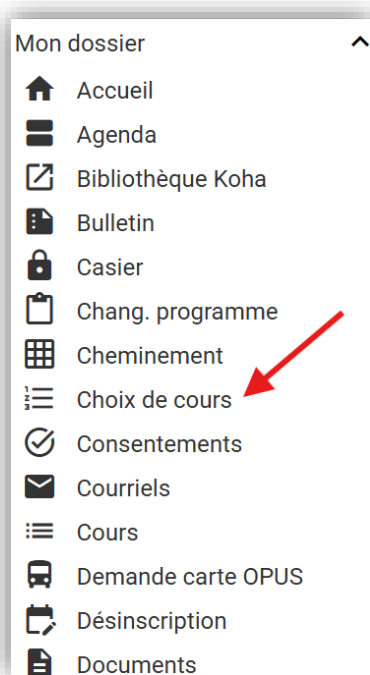 Mon dossier
Accueil
Agenda
Bibliothèque Koha
Bulletin
Casier
Chang. programme
Cheminement
Choix de cours
Consentements
Courriels
Cours
Demande carte OPUS
Désinscription
Documents